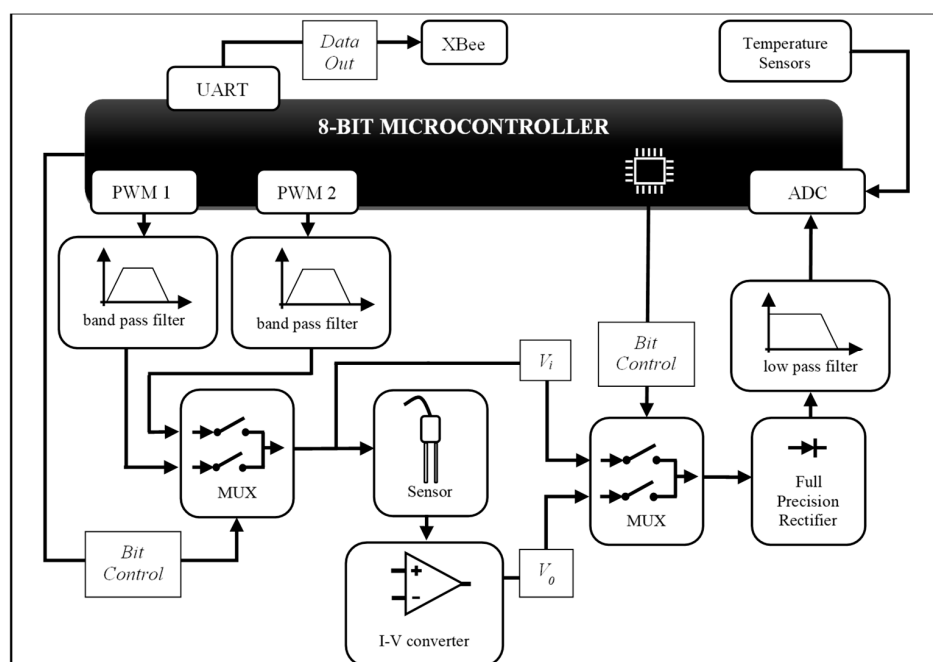 Data
Out
XBee
Temperature
Sensors
UART
8-BIT MICROCONTROLLER
PWM 1
PWM 2
ADC
band pass filter
band pass filter
Bit
Control
low pass filter
Vi
MUX
Sensor
MUX
Full
Precision
Rectifier
Bit
Control
V0
I-V converter